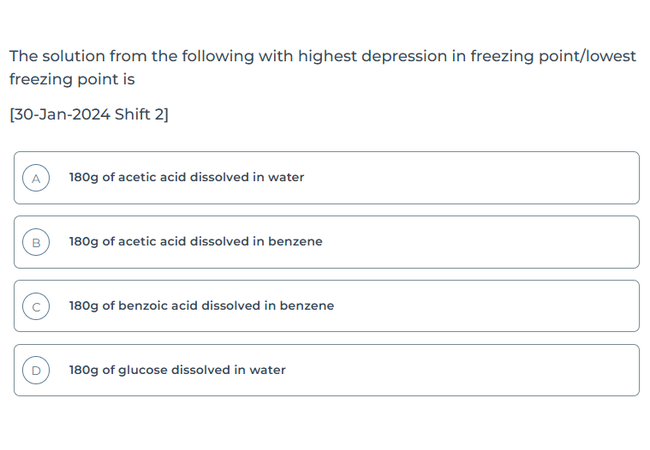 The solution from the following with highest depression in freezing point/lowest
freezing point is
[30-Jan-2024 Shift 2]
A 180g of acetic acid dissolved in water
B 180g of acetic acid dissolved in benzene
C 180g of benzoic acid dissolved in benzene
D 180g of glucose dissolved in water